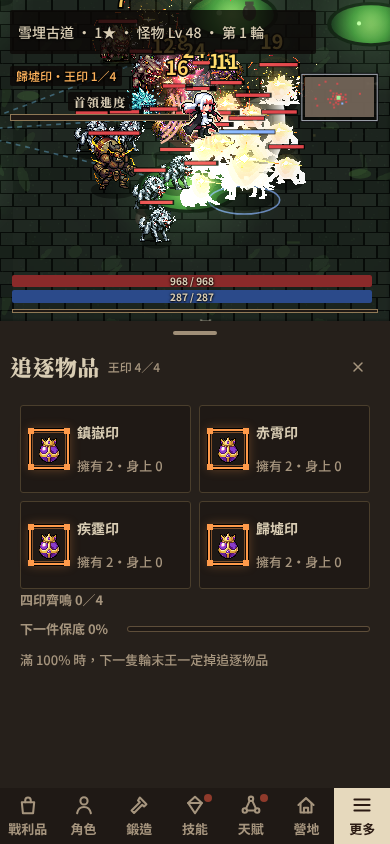 雪埋古道 • 1★ • 怪物 Lv 48 • 第 1 輪
19
16
111
歸墟印・王印 1／4
首領進度
968 / 968
287 / 287
追逐物品 王印 4／4 ×
鎮嶽印
擁有 2・身上 0
赤霄印
擁有 2・身上 0
疾霆印
擁有 2・身上 0
歸墟印
擁有 2・身上 0
四印齊鳴 0／4
下一件保底 0%
滿 100% 時，下一隻輪末王一定掉追逐物品
戰利品 角色 鍛造 技能 天賦 營地 更多